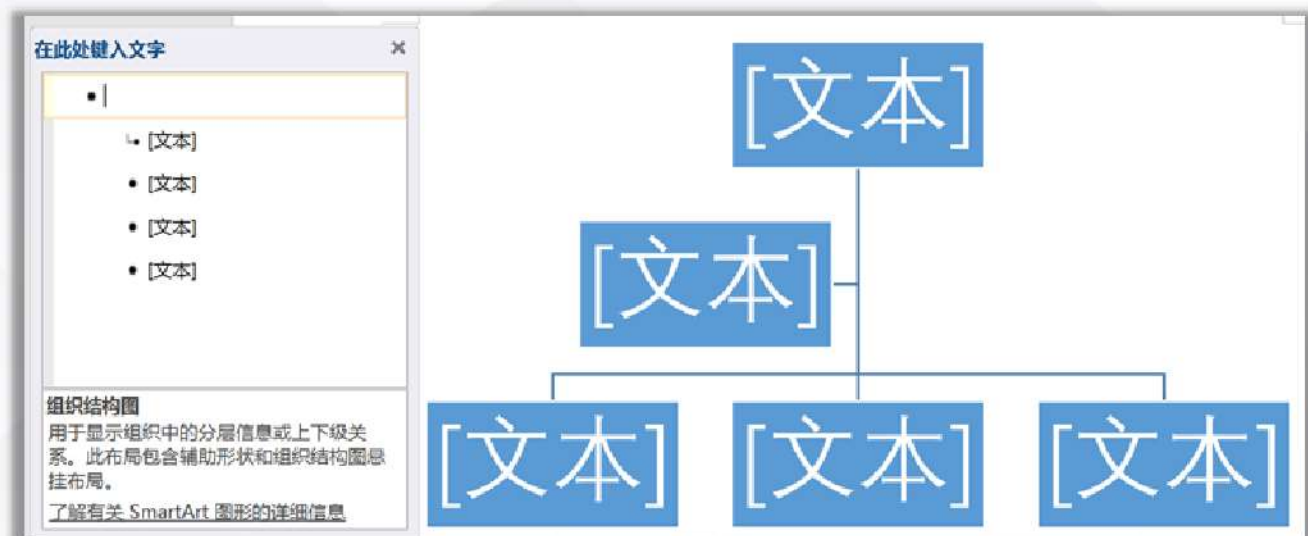 在此处键入文字
[文本]
[文本]
[文本]
[文本]
组织结构图
用于显示组织中的分层信息或上下级关
系。此布局包含辅助形状和组织结构图悬
挂布局。
了解有关 SmartArt 图形的详细信息
[文本]
[文本]
[文本] [文本] [文本]